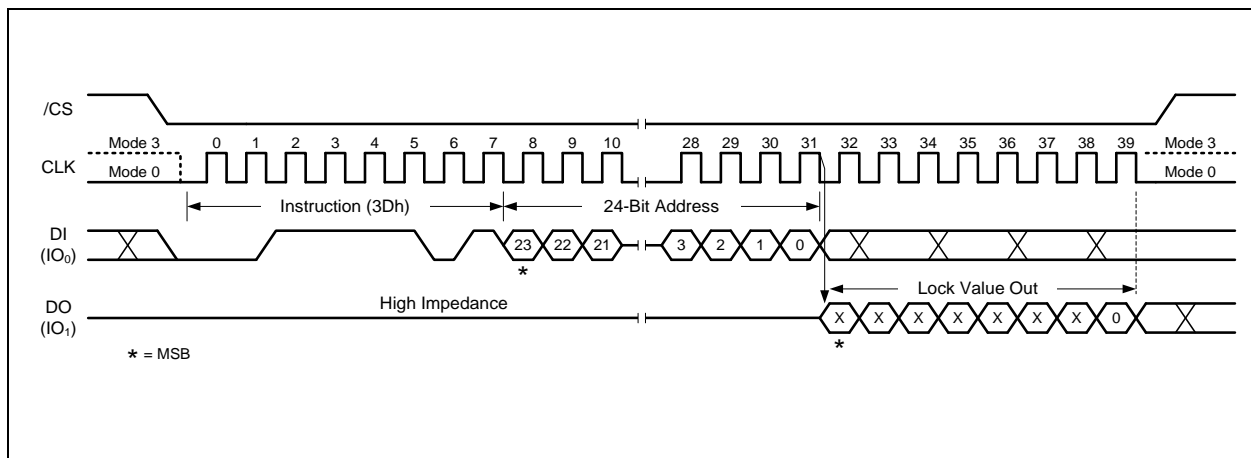 /CS
Mode 3 0 1 2 3 4 5 6 7 8 9 10 28 29 30 31 32 33 34 35 36 37 38 39 Mode 3
CLK Mode 0 Mode 0
Instruction (3Dh) 24-Bit Address
DI 23 22 21 3 2 1 0
(IO₀)
* Lock Value Out
DO High Impedance
(IO₁) X X X X X X X 0
* = MSB *